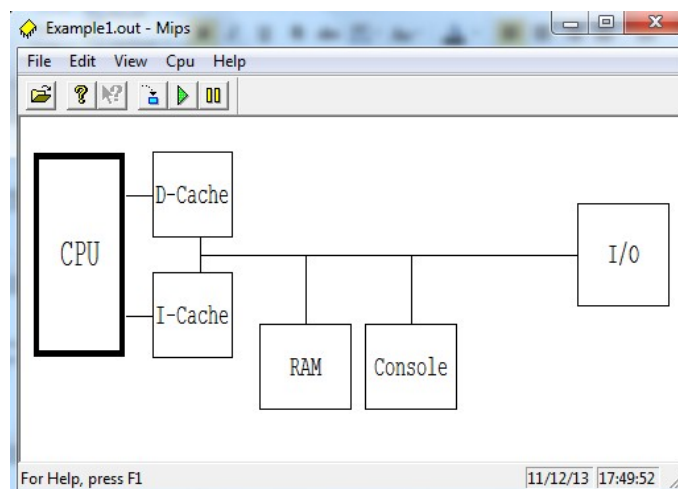 Example1.out - Mips
File Edit View Cpu Help
D-Cache
CPU
I/O
I-Cache
RAM
Console
For Help, press F1
11/12/13 17:49:52